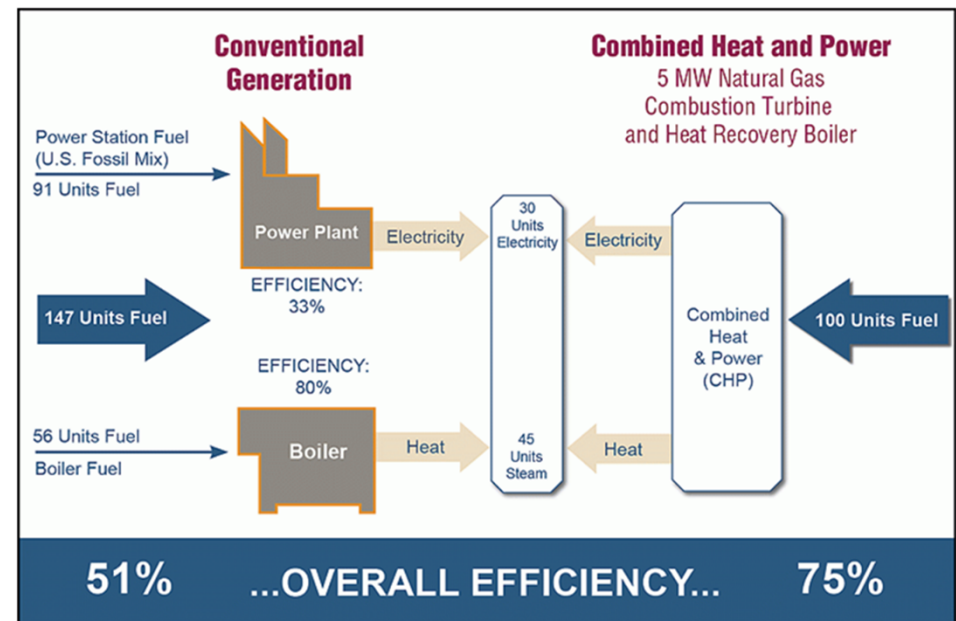 Conventional
Generation
Combined Heat and Power
5 MW Natural Gas
Combustion Turbine
and Heat Recovery Boiler
Power Station Fuel
(U.S. Fossil Mix)
91 Units Fuel
Power Plant
Electricity
30
Units
Electricity
Electricity
EFFICIENCY:
33%
147 Units Fuel
Combined
Heat
& Power
(CHP)
100 Units Fuel
EFFICIENCY:
80%
56 Units Fuel
Boiler Fuel
Boiler
Heat
45
Units
Steam
Heat
51% ...OVERALL EFFICIENCY... 75%